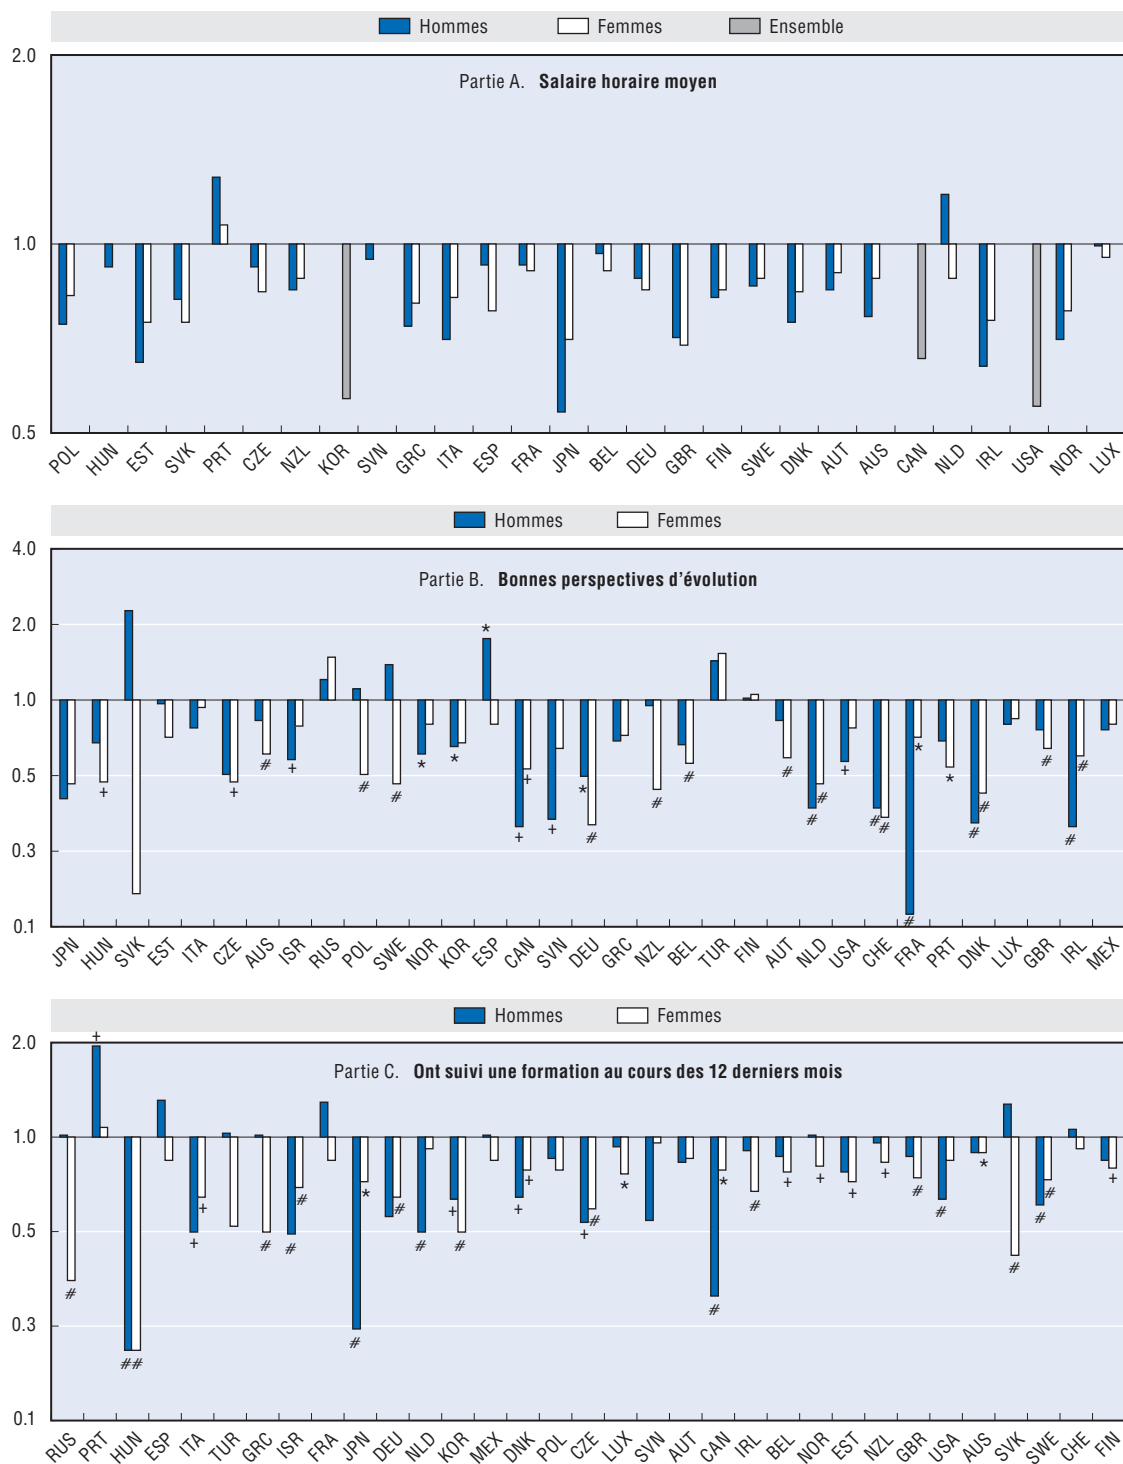 Hommes Femmes Ensemble
Partie A. Salaire horaire moyen
2.0
1.0
0.5
POL HUN EST SVK PRT CZE NZL KOR SVN GRC ITA ESP FRA JPN BEL DEU GBR FIN SWE DNK AUT AUS CAN NLD IRL USA NOR LUX
Hommes Femmes
Partie B. Bonnes perspectives d'évolution
4.0
2.0
1.0
0.5
0.3
0.1
* + # + # # * * + + + * # # # # # # + # # # * * # # # # #
JPN HUN SVK EST ITA CZE AUS ISR RUS POL SWE NOR KOR ESP CAN SVN DEU GRC NZL BEL TUR FIN AUT NLD USA CHE FRA PRT DNK LUX GBR IRL MEX
Hommes Femmes
Partie C. Ont suivi une formation au cours des 12 derniers mois
2.0
1.0
0.5
0.3
0.1
+ # # # + + # # # # * # # + # + + + # * # * # + + + + # # * # # # +
RUS PRT HUN ESP ITA TUR GRC ISR FRA JPN DEU NLD KOR MEX DNK POL CZE LUX SVN AUT CAN IRL BEL NOR EST NZL GBR USA AUS SVK SWE CHE FIN